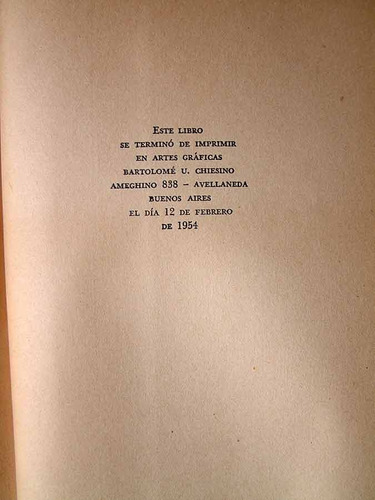 ESTE LIBRO
SE TERMINÓ DE IMPRIMIR
EN ARTES GRÁFICAS
BARTOLOMÉ U. CHIESINO
AMEGHINO 838 – AVELLANEDA
BUENOS AIRES
EL DÍA 12 DE FEBRERO
DE 1954